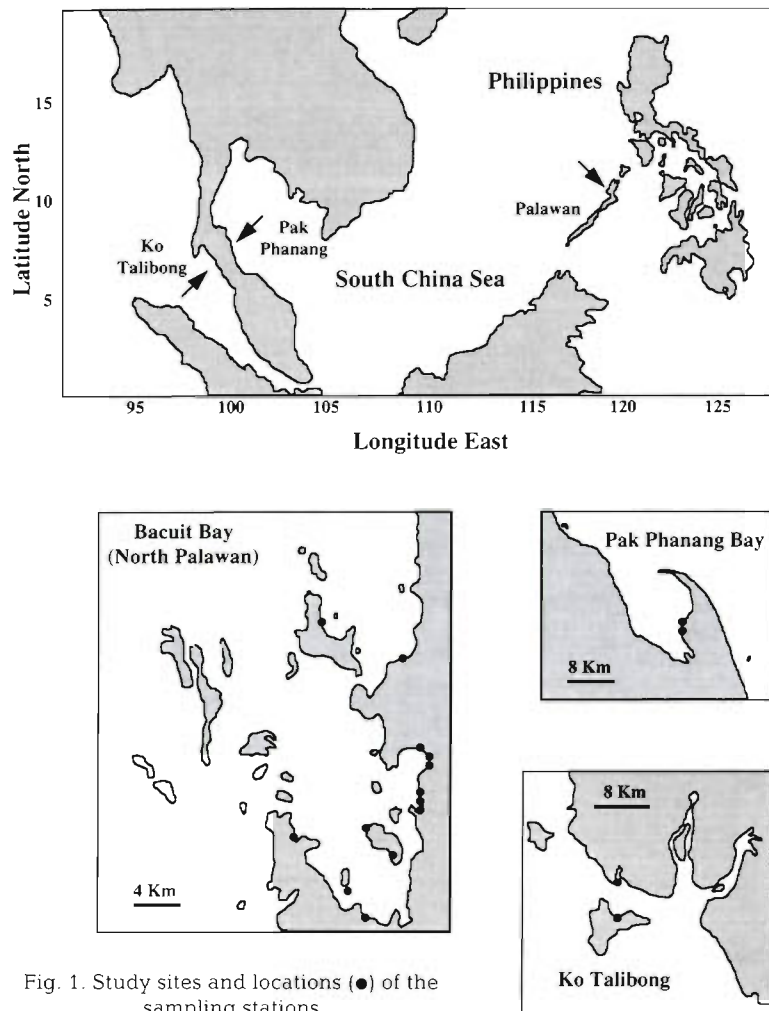 Philippines
15
10
5
Latitude North
Palawan
Pak
Phanang
Ko
Talibong
South China Sea
95 100 105 110 115 120 125
Longitude East
Bacuit Bay
(North Palawan)
4 Km
Pak Phanang Bay
8 Km
8 Km
Ko Talibong
Fig. 1. Study sites and locations (●) of the
sampling stations